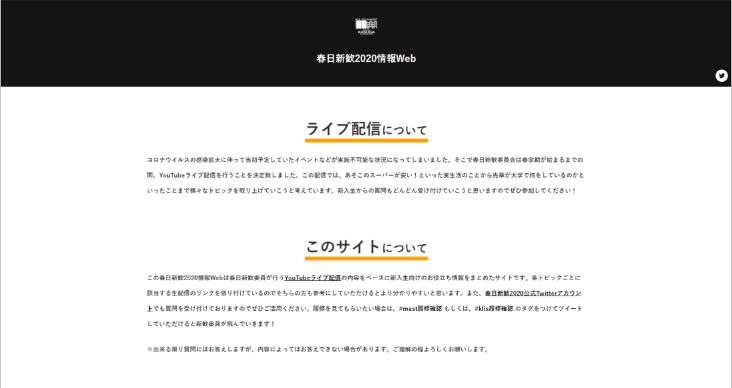 春日新歓2020情報Web
ライブ配信について
コロナウイルスの感染拡大に伴って当初予定していたイベントなどが実施不可能な状況になってしまいました。そこで春日新歓委員会は春学期が始まるまでの
間、YouTubeライブ配信を行うことを決定致しました。この配信では、あそこのスーパーが安い！といった実生活のことから先輩が大学で何をしているのかと
いったことまで様々なトピックを取り上げていこうと考えています。新入生からの質問もどんどん受け付けていこうと思いますのでぜひ参加してください！
このサイトについて
この春日新歓2020情報Webは春日新歓委員が行うYouTubeライブ配信の内容をベースに新入生向けのお役立ち情報をまとめたサイトです。各トピックごとに
該当する生配信のリンクを張り付けているのでそちらの方も参考にしていただけるとより分かりやすいと思います。また、春日新歓2020公式Twitterアカウン
トでも質問を受け付けておりますのでぜひご活用ください。履修を見てもらいたい場合は、#mast履修確認 もしくは、#klis履修確認 のタグをつけてツイート
していただけると新歓委員が飛んでいきます！
※出来る限り質問にはお答えしますが、内容によってはお答えできない場合があります。ご理解の程よろしくお願いします。